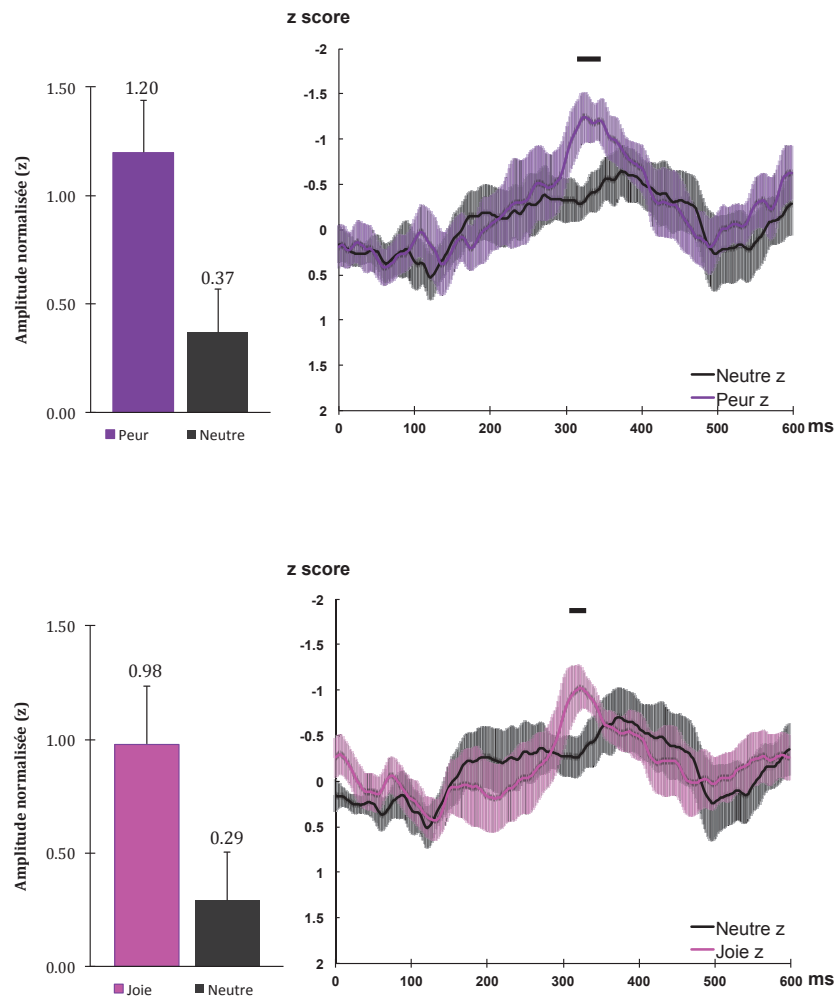 z score
-2
-1.5
-1
-0.5
0
0.5
1
1.5
2
0 100 200 300 400 500 600 ms
Neutre z
Peur z
Amplitude normalisée (z)
1.50
1.00
0.50
0.00
1.20
0.37
Peur Neutre
z score
-2
-1.5
-1
-0.5
0
0.5
1
1.5
2
0 100 200 300 400 500 600 ms
Neutre z
Joie z
Amplitude normalisée (z)
1.50
1.00
0.50
0.00
0.98
0.29
Joie Neutre